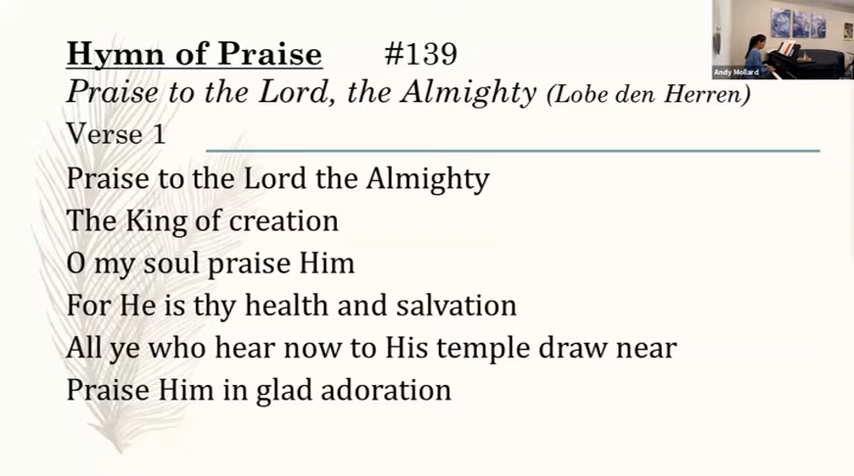 Hymn of Praise #139
Praise to the Lord, the Almighty (Lobe den Herren)
Verse 1
Praise to the Lord the Almighty
The King of creation
O my soul praise Him
For He is thy health and salvation
All ye who hear now to His temple draw near
Praise Him in glad adoration
Andy Mollard